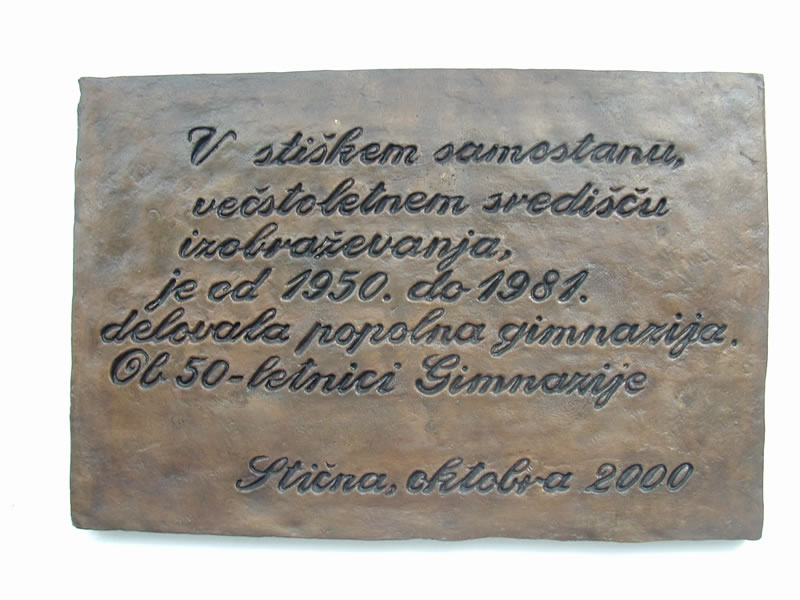 V stiškem samostanu,
večstoletnem središču
izobraževanja,
je od 1950. do 1981.
delovala popolna gimnazija.
Ob 50-letnici Gimnazije
Stična, oktobra 2000